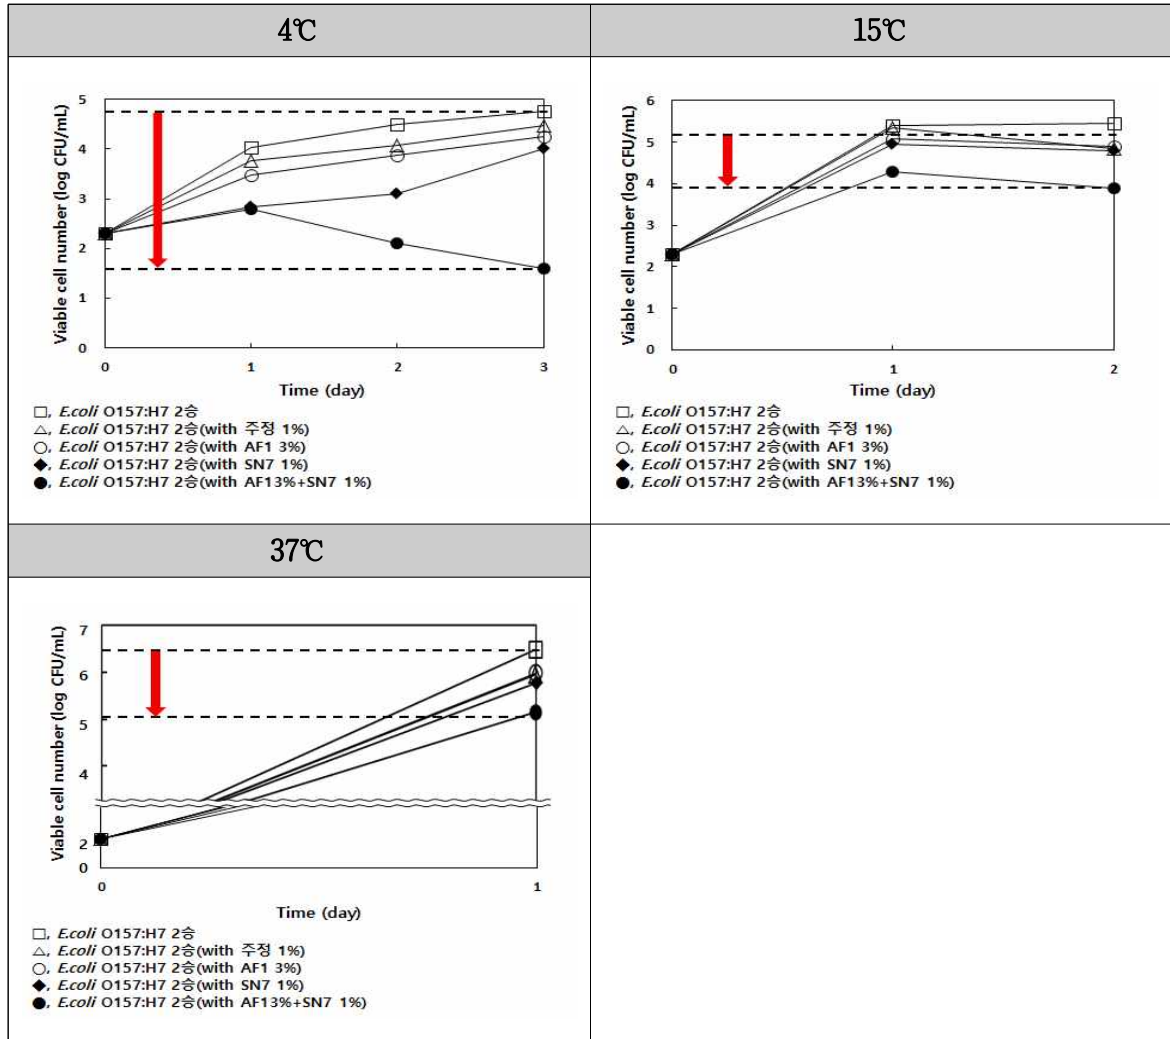 4℃
15℃
Viable cell number (log CFU/mL)
5
4
3
2
1
0
0
1
2
3
Time (day)
□, E.coli O157:H7 2승
△, E.coli O157:H7 2승(with 주정 1%)
○, E.coli O157:H7 2승(with AF1 3%)
◆, E.coli O157:H7 2승(with SN7 1%)
●, E.coli O157:H7 2승(with AF13%+SN7 1%)
Viable cell number (log CFU/mL)
6
5
4
3
2
1
0
0
1
2
Time (day)
□, E.coli O157:H7 2승
△, E.coli O157:H7 2승(with 주정 1%)
○, E.coli O157:H7 2승(with AF1 3%)
◆, E.coli O157:H7 2승(with SN7 1%)
●, E.coli O157:H7 2승(with AF13%+SN7 1%)
37℃
Viable cell number (log CFU/mL)
7
6
5
4
2
0
0
1
Time (day)
□, E.coli O157:H7 2승
△, E.coli O157:H7 2승(with 주정 1%)
○, E.coli O157:H7 2승(with AF1 3%)
◆, E.coli O157:H7 2승(with SN7 1%)
●, E.coli O157:H7 2승(with AF13%+SN7 1%)